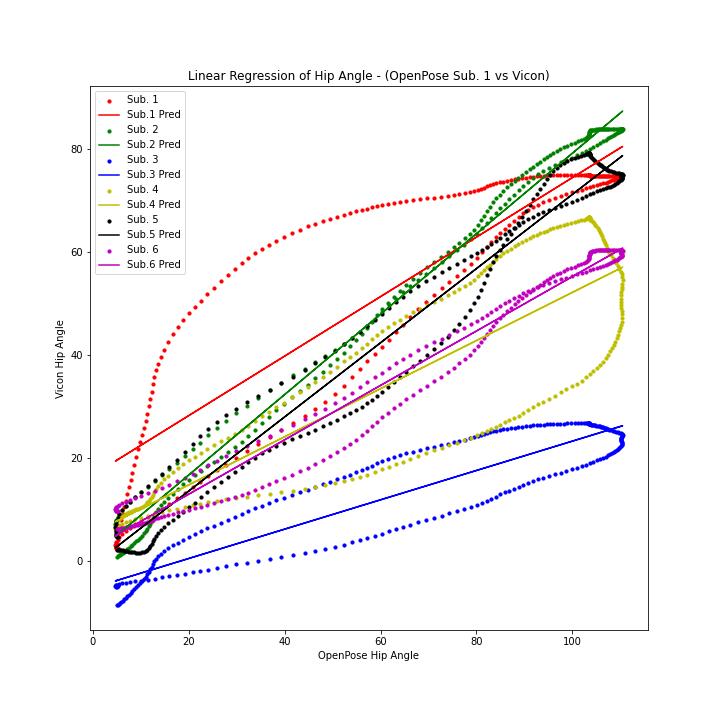 Linear Regression of Hip Angle - (OpenPose Sub. 1 vs Vicon)
Sub. 1
Sub.1 Pred
Sub. 2
Sub.2 Pred
Sub. 3
Sub.3 Pred
Sub. 4
Sub.4 Pred
Sub. 5
Sub.5 Pred
Sub. 6
Sub.6 Pred
Vicon Hip Angle
80
60
40
20
0
0 20 40 60 80 100
OpenPose Hip Angle